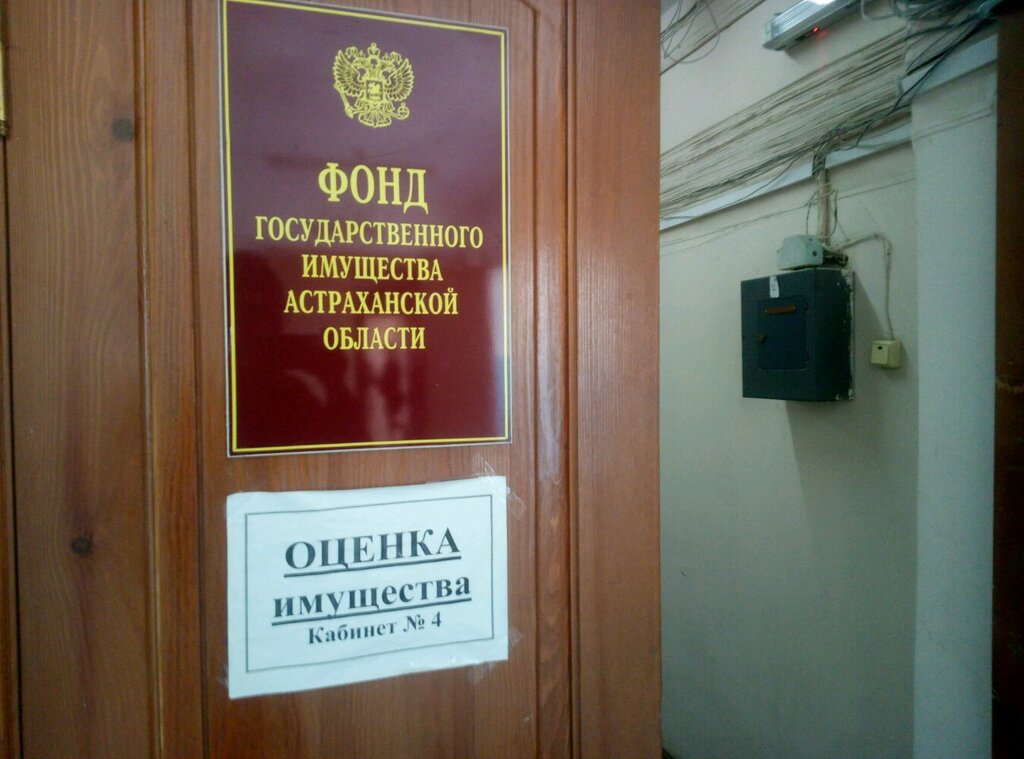 ФОНД
ГОСУДАРСТВЕННОГО
ИМУЩЕСТВА
АСТРАХАНСКОЙ
ОБЛАСТИ
ОЦЕНКА
имущества
Кабинет № 4